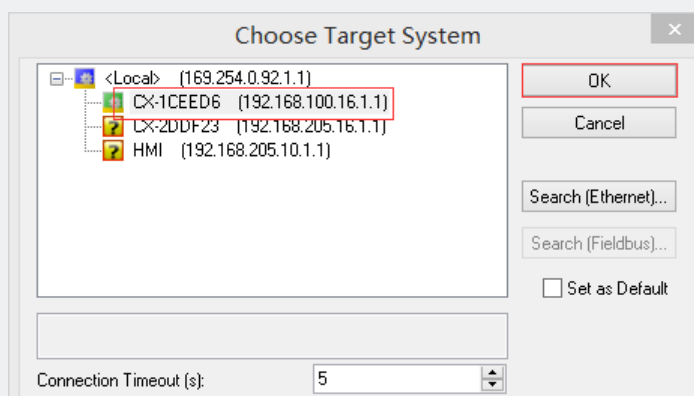 Choose Target System
<Local> (169.254.0.92.1.1)
CX-1CEED6 (192.168.100.16.1.1)
CX-2DDF23 (192.168.205.16.1.1)
HMI (192.168.205.10.1.1)
OK
Cancel
Search (Ethernet)...
Search (Fieldbus)...
Set as Default
Connection Timeout (s):
5